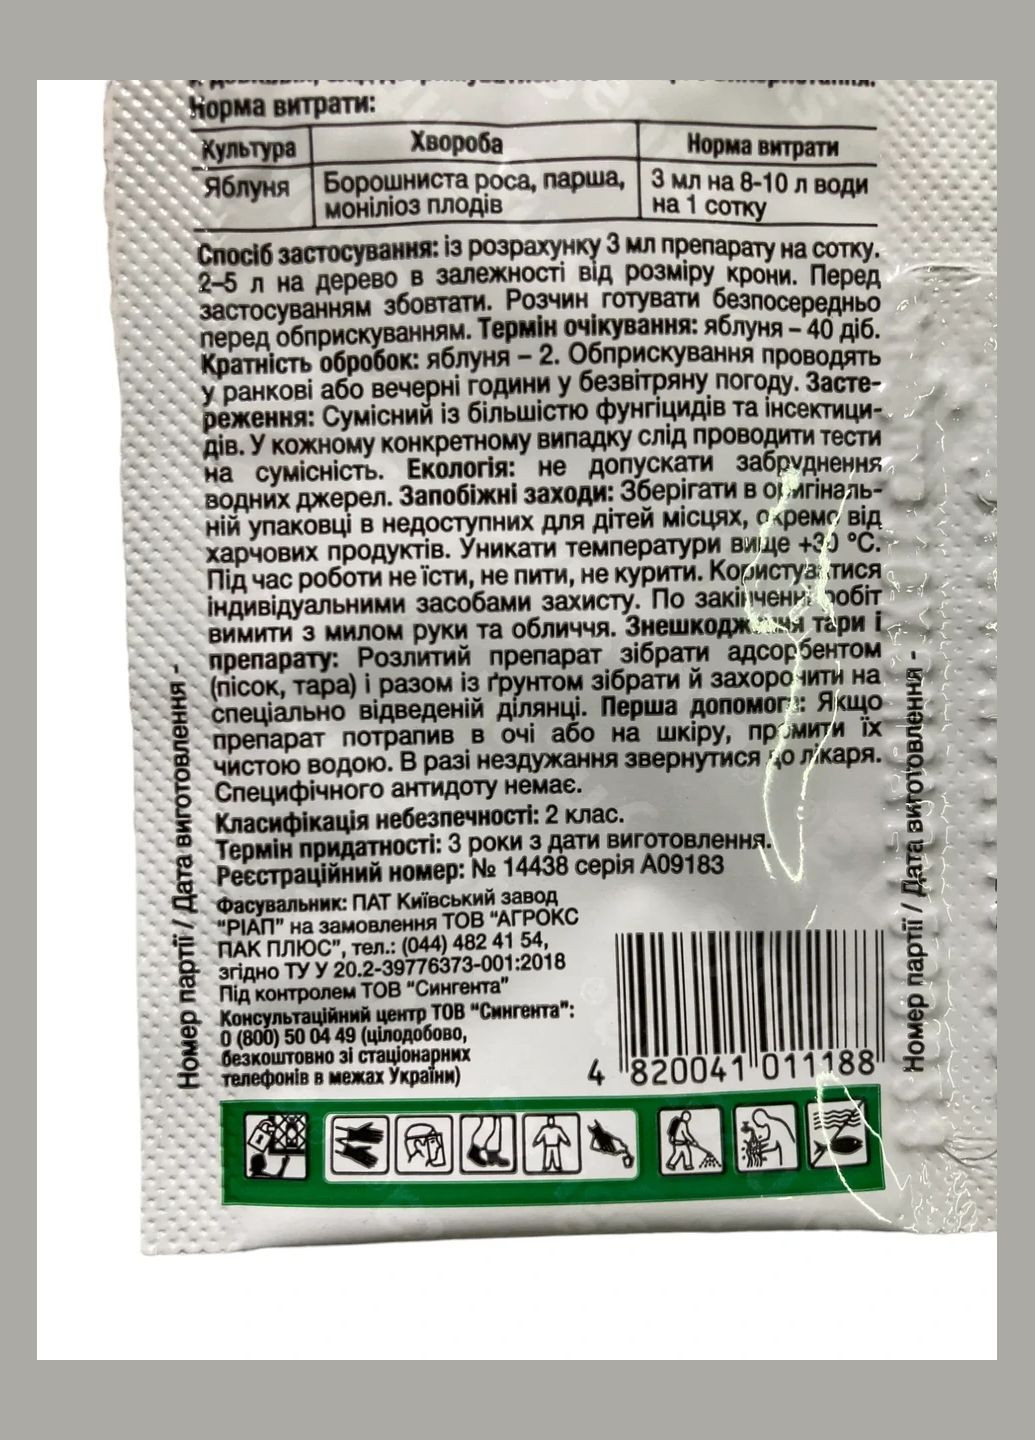 Норма витрати:
Культура Хвороба Норма витрати
Яблуня Борошниста роса, парша, 3 мл на 8-10 л води
моніліоз плодів на 1 сотку
Спосіб застосування: із розрахунку 3 мл препарату на сотку.
2–5 л на дерево в залежності від розміру крони. Перед
застосуванням збовтати. Розчин готувати безпосередньо
перед обприскуванням. Термін очікування: яблуня – 40 діб.
Кратність обробок: яблуня – 2. Обприскування проводять
у ранкові або вечерні години у безвітряну погоду. Засте-
реження: Сумісний із більшістю фунгіцидів та інсектици-
дів. У кожному конкретному випадку слід проводити тести
на сумісність. Екологія: не допускати забруднення
водних джерел. Запобіжні заходи: Зберігати в оригіналь-
ній упаковці в недоступних для дітей місцях, окремо від
харчових продуктів. Уникати температури вище +30 °C.
Під час роботи не їсти, не пити, не курити. Користуватися
індивідуальними засобами захисту. По закінченні робіт
вимити з милом руки та обличчя. Знешкодження тари і
препарату: Розлитий препарат зібрати адсорбентом
(пісок, тара) і разом із ґрунтом зібрати й захоронити на
спеціально відведеній ділянці. Перша допомога: Якщо
препарат потрапив в очі або на шкіру, промити їх
чистою водою. В разі нездужання звернутися до лікаря.
Специфічного антидоту немає.
Класифікація небезпечності: 2 клас.
Термін придатності: 3 роки з дати виготовлення.
Реєстраційний номер: № 14438 серія А09183
Фасувальник: ПАТ Київський завод
"РІАП" на замовлення ТОВ "АГРОКС
ПАК ПЛЮС", тел.: (044) 482 41 54,
згідно ТУ У 20.2-39776373-001:2018
Під контролем ТОВ "Сингента"
Консультаційний центр ТОВ "Сингента":
0 (800) 50 04 49 (цілодобово,
безкоштовно зі стаціонарних
телефонів в межах України)
4 820041 011188
Номер партії / Дата виготовлення -
Номер партії / Дата виготовлення -